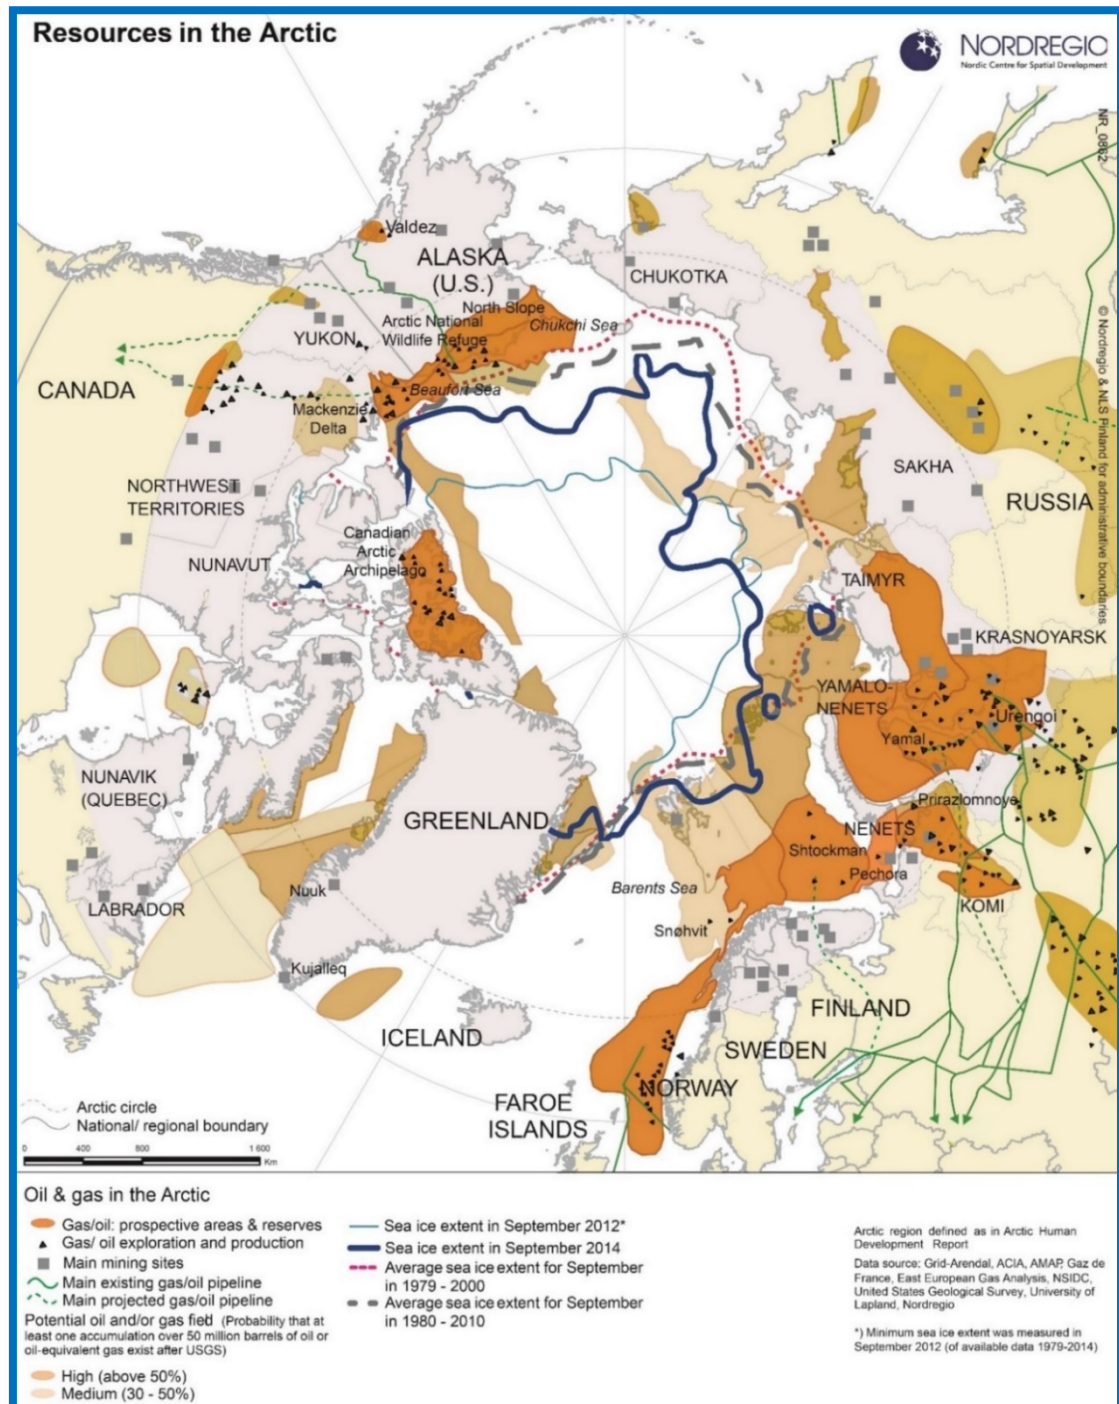 Resources in the Arctic
NORDREGIO
Nordic Centre for Spatial Development
NR_0862
Valdez
ALASKA
(U.S.)
CHUKOTKA
North Slope
Arctic National
Wildlife Refuge
Chukchi Sea
YUKON
CANADA
Beaufort Sea
Mackenzie
Delta
SAKHA
NORTHWEST
TERRITORIES
RUSSIA
© Nordregio & NLS Finland for administrative boundaries
Canadian
Arctic
Archipelago
NUNAVUT
TAIMYR
KRASNOYARSK
YAMALO-
NENETS
Urengoi
Yamal
NUNAVIK
(QUEBEC)
Prirazlomnoye
GREENLAND
NENETS
Shtockman
Pechora
Barents Sea
Nuuk
KOMI
LABRADOR
Snøhvit
Kujalleq
FINLAND
ICELAND
SWEDEN
NORWAY
FAROE
ISLANDS
Arctic circle
National/ regional boundary
0 400 800 1 600
Km
Oil & gas in the Arctic
Gas/oil: prospective areas & reserves
Gas/ oil exploration and production
Main mining sites
Main existing gas/oil pipeline
Main projected gas/oil pipeline
Potential oil and/or gas field (Probability that at
least one accumulation over 50 million barrels of oil or
oil-equivalent gas exist after USGS)
High (above 50%)
Medium (30 - 50%)
Sea ice extent in September 2012*
Sea ice extent in September 2014
Average sea ice extent for September
in 1979 - 2000
Average sea ice extent for September
in 1980 - 2010
Arctic region defined as in Arctic Human
Development Report
Data source: Grid-Arendal, ACIA, AMAP, Gaz de
France, East European Gas Analysis, NSIDC,
United States Geological Survey, University of
Lapland, Nordregio
*) Minimum sea ice extent was measured in
September 2012 (of available data 1979-2014)